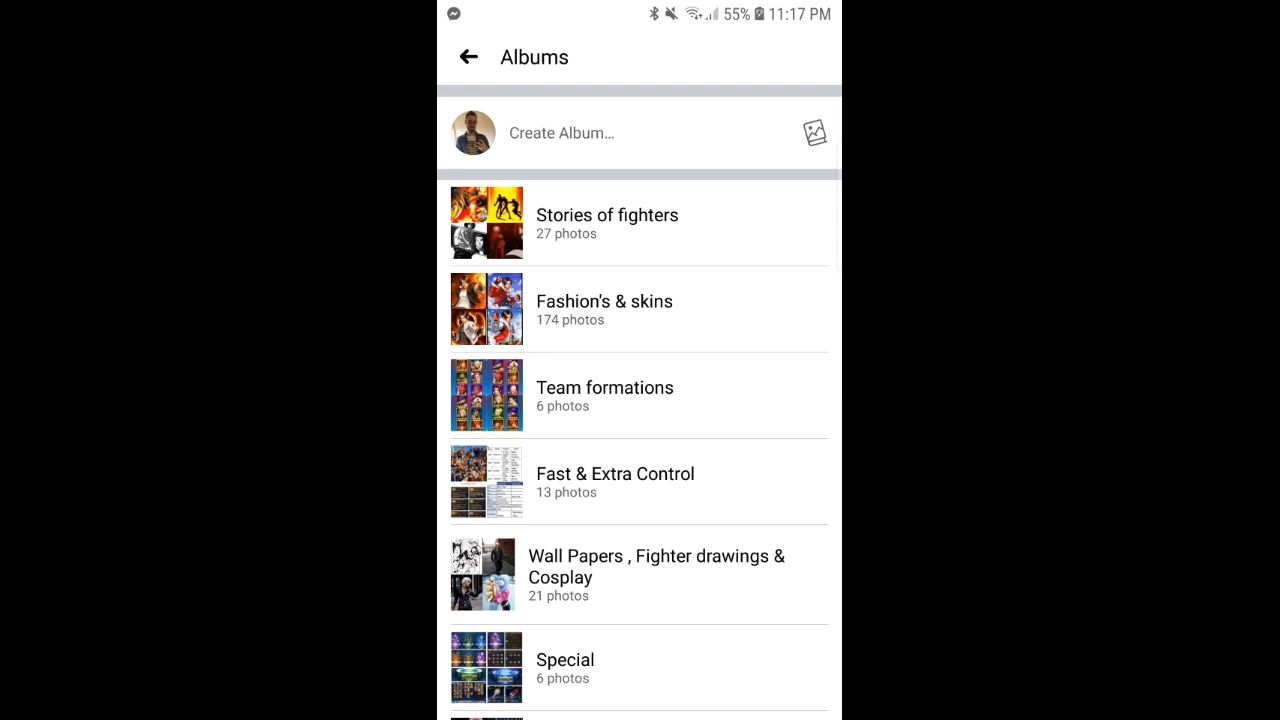 55% 11:17 PM
Albums
Create Album...
Stories of fighters
27 photos
Fashion's & skins
174 photos
Team formations
6 photos
Fast & Extra Control
13 photos
Wall Papers , Fighter drawings &
Cosplay
21 photos
Special
6 photos